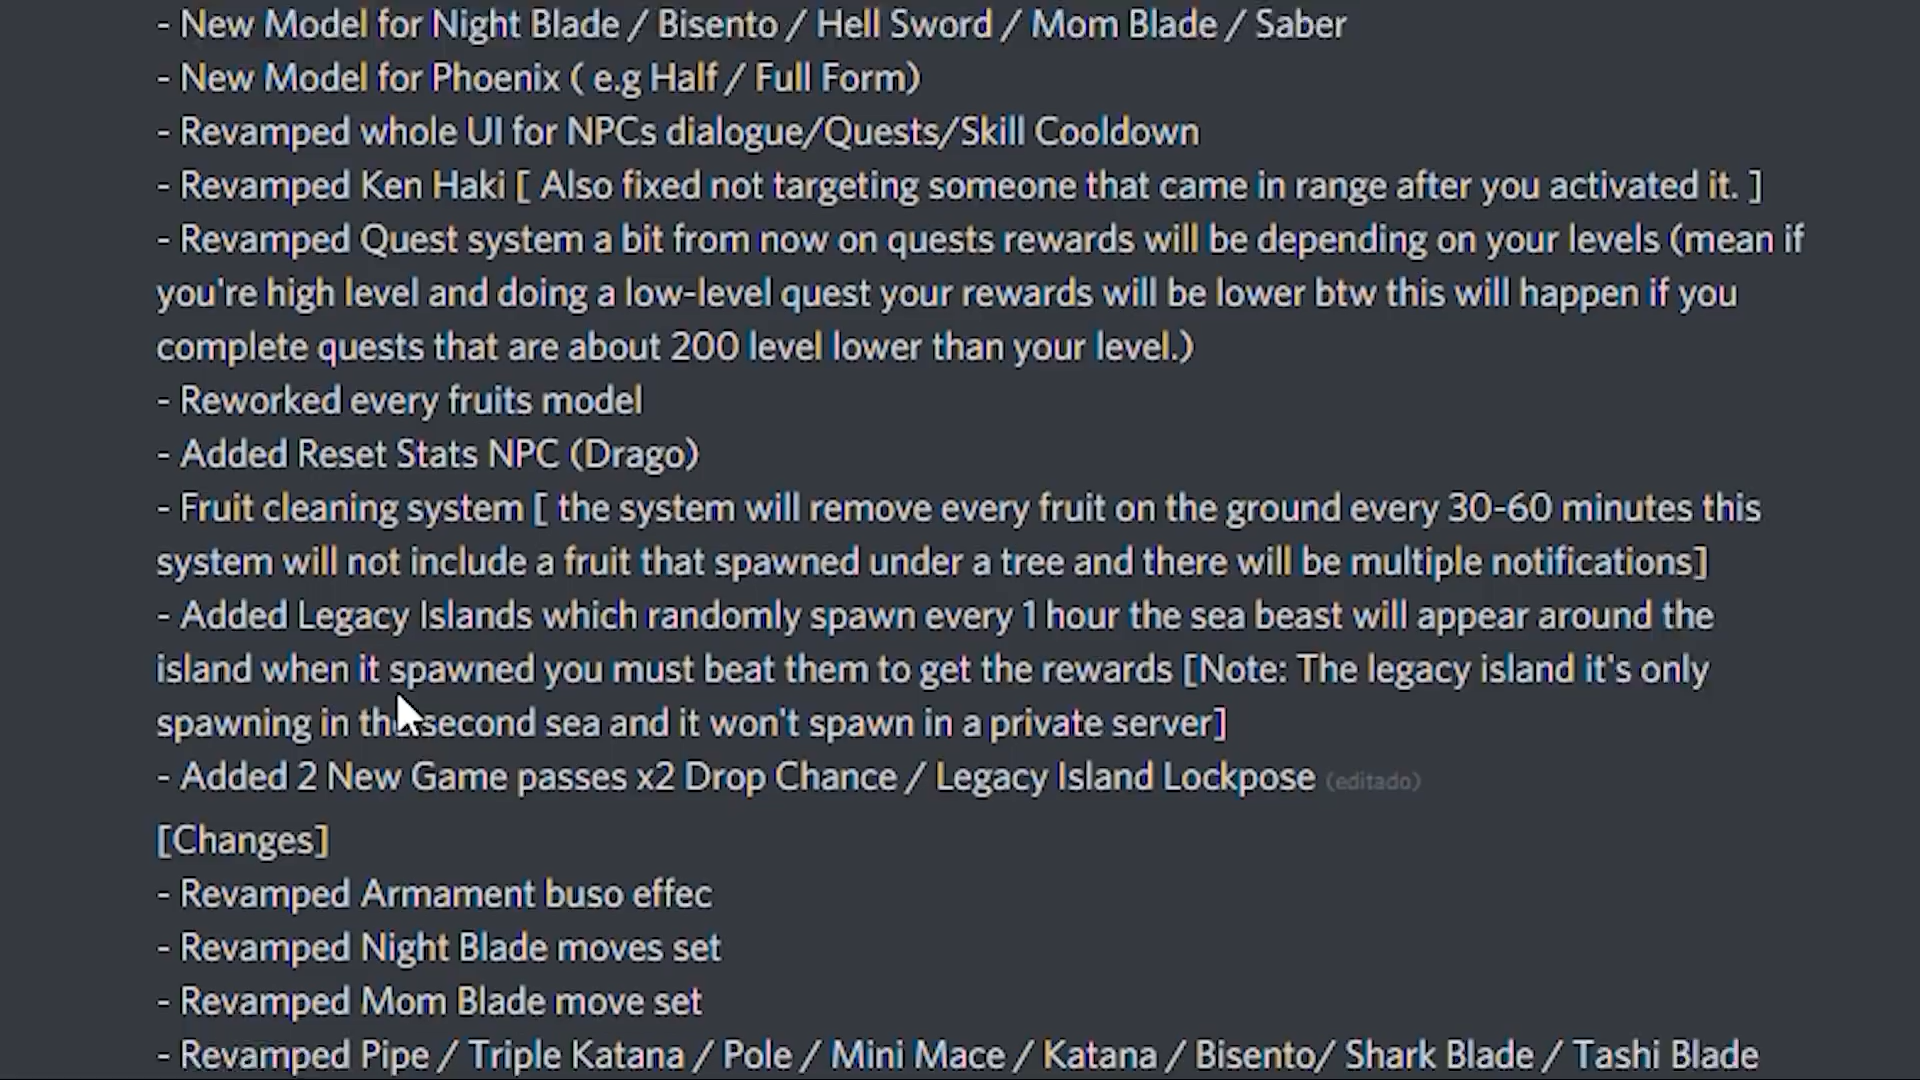 - New Model for Night Blade / Bisento / Hell Sword / Mom Blade / Saber
- New Model for Phoenix ( e.g Half / Full Form)
- Revamped whole UI for NPCs dialogue/Quests/Skill Cooldown
- Revamped Ken Haki [ Also fixed not targeting someone that came in range after you activated it. ]
- Revamped Quest system a bit from now on quests rewards will be depending on your levels (mean if
you're high level and doing a low-level quest your rewards will be lower btw this will happen if you
complete quests that are about 200 level lower than your level.)
- Reworked every fruits model
- Added Reset Stats NPC (Drago)
- Fruit cleaning system [ the system will remove every fruit on the ground every 30-60 minutes this
system will not include a fruit that spawned under a tree and there will be multiple notifications]
- Added Legacy Islands which randomly spawn every 1 hour the sea beast will appear around the
island when it spawned you must beat them to get the rewards [Note: The legacy island it's only
spawning in the second sea and it won't spawn in a private server]
- Added 2 New Game passes x2 Drop Chance / Legacy Island Lockpose (editado)
[Changes]
- Revamped Armament buso effec
- Revamped Night Blade moves set
- Revamped Mom Blade move set
- Revamped Pipe / Triple Katana / Pole / Mini Mace / Katana / Bisento/ Shark Blade / Tashi Blade